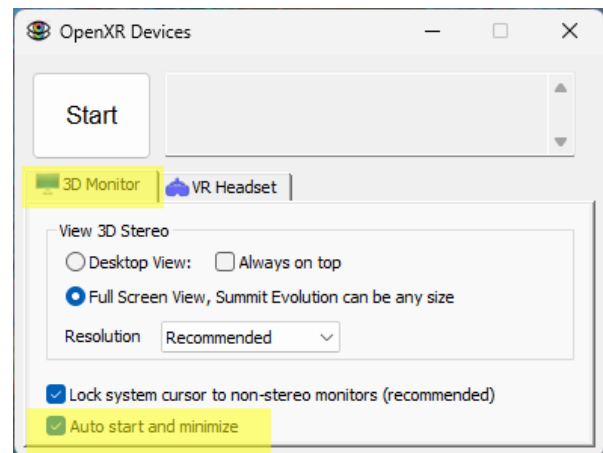 OpenXR Devices
Start
3D Monitor VR Headset
View 3D Stereo
Desktop View: Always on top
Full Screen View, Summit Evolution can be any size
Resolution Recommended
Lock system cursor to non-stereo monitors (recommended)
Auto start and minimize